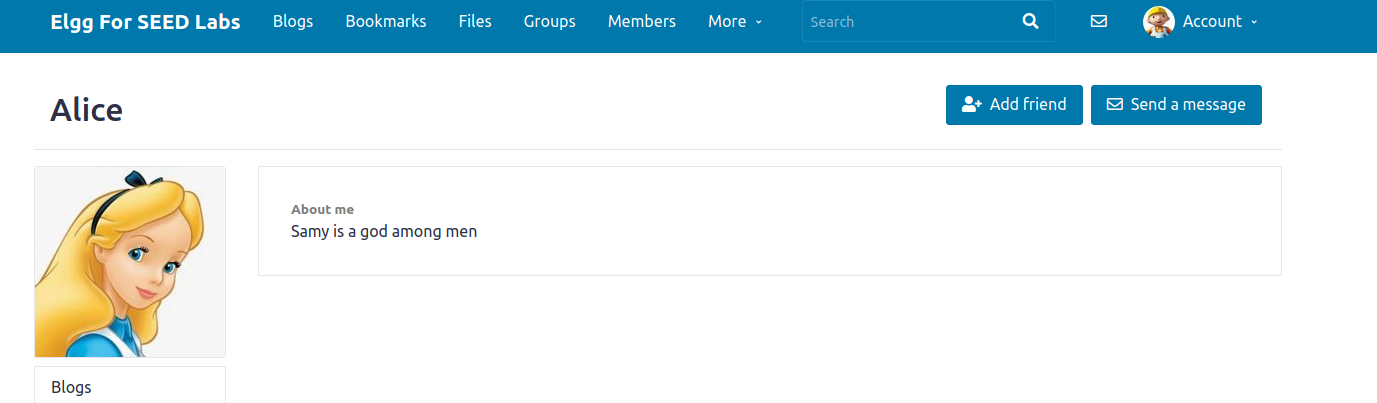 Elgg For SEED Labs Blogs Bookmarks Files Groups Members More Search Account
Alice Add friend Send a message
About me
Samy is a god among men
Blogs